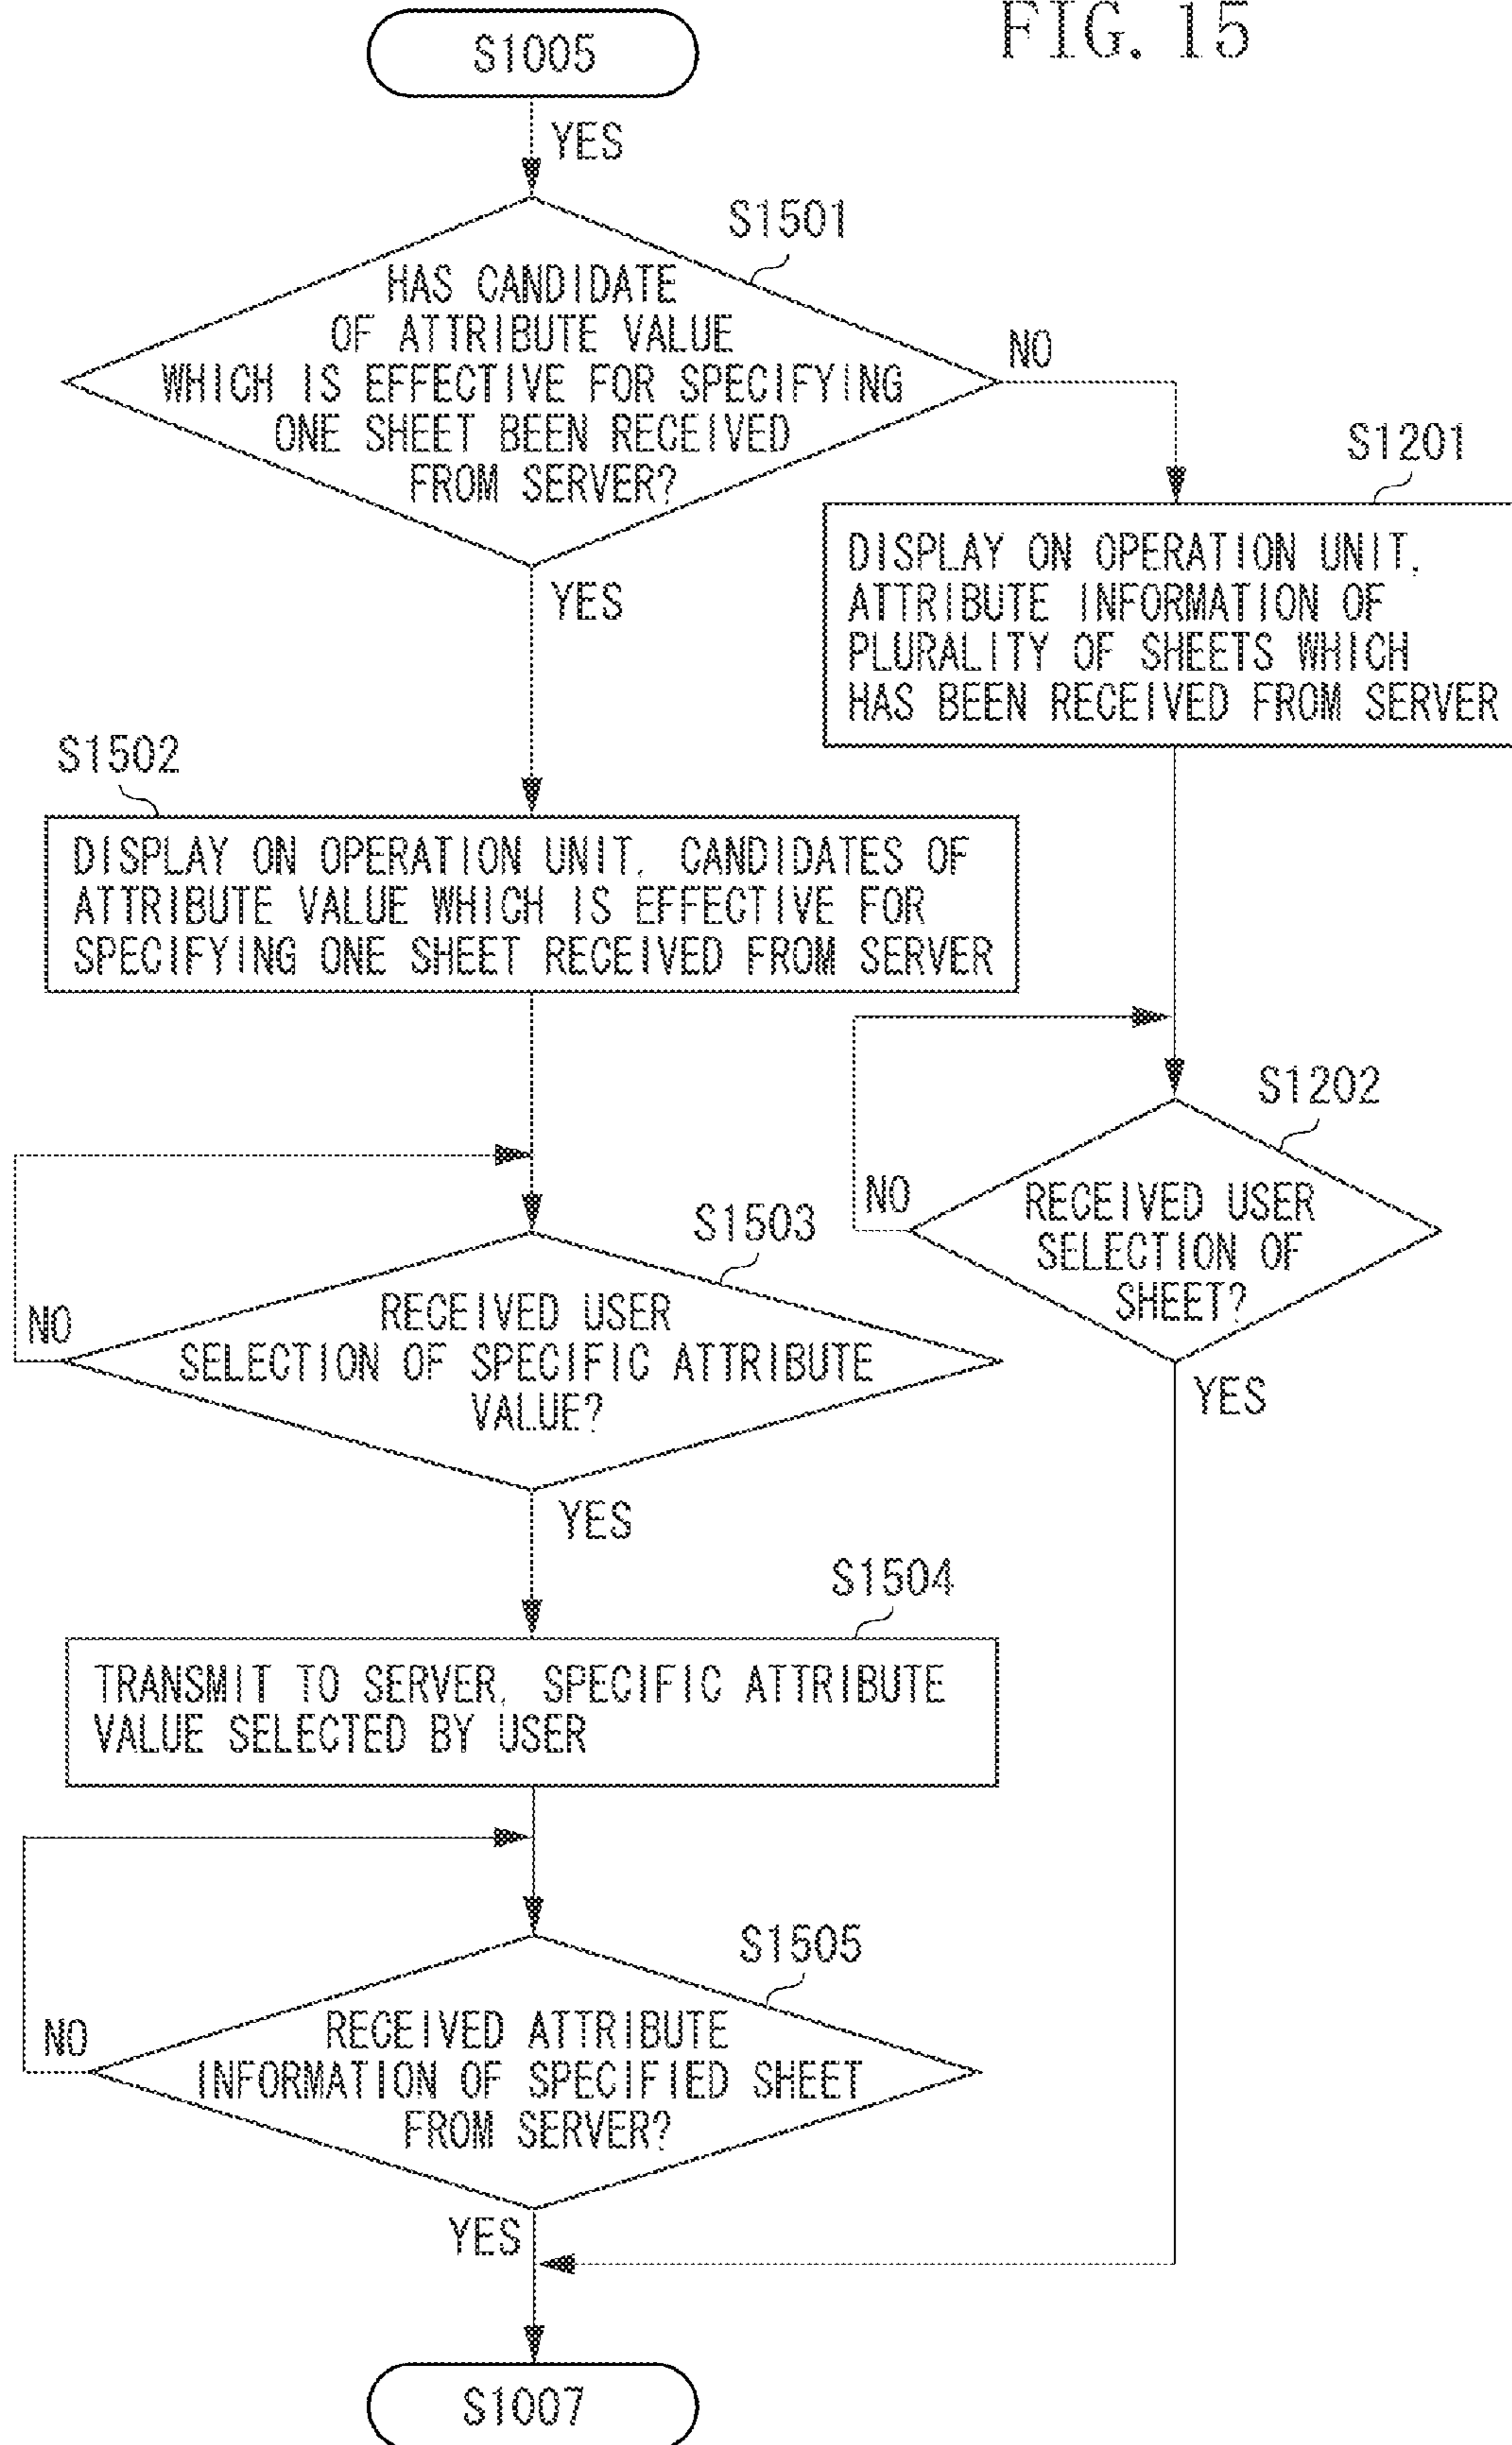 FIG. 15
S1005
YES
S1501
HAS CANDIDATE
OF ATTRIBUTE VALUE
WHICH IS EFFECTIVE FOR SPECIFYING
ONE SHEET BEEN RECEIVED
FROM SERVER?
NO
YES
S1201
DISPLAY ON OPERATION UNIT,
ATTRIBUTE INFORMATION OF
PLURALITY OF SHEETS WHICH
HAS BEEN RECEIVED FROM SERVER
S1502
DISPLAY ON OPERATION UNIT, CANDIDATES OF
ATTRIBUTE VALUE WHICH IS EFFECTIVE FOR
SPECIFYING ONE SHEET RECEIVED FROM SERVER
S1202
NO
RECEIVED USER
SELECTION OF
SHEET?
YES
S1503
NO
RECEIVED USER
SELECTION OF SPECIFIC ATTRIBUTE
VALUE?
YES
S1504
TRANSMIT TO SERVER, SPECIFIC ATTRIBUTE
VALUE SELECTED BY USER
S1505
NO
RECEIVED ATTRIBUTE
INFORMATION OF SPECIFIED SHEET
FROM SERVER?
YES
S1007